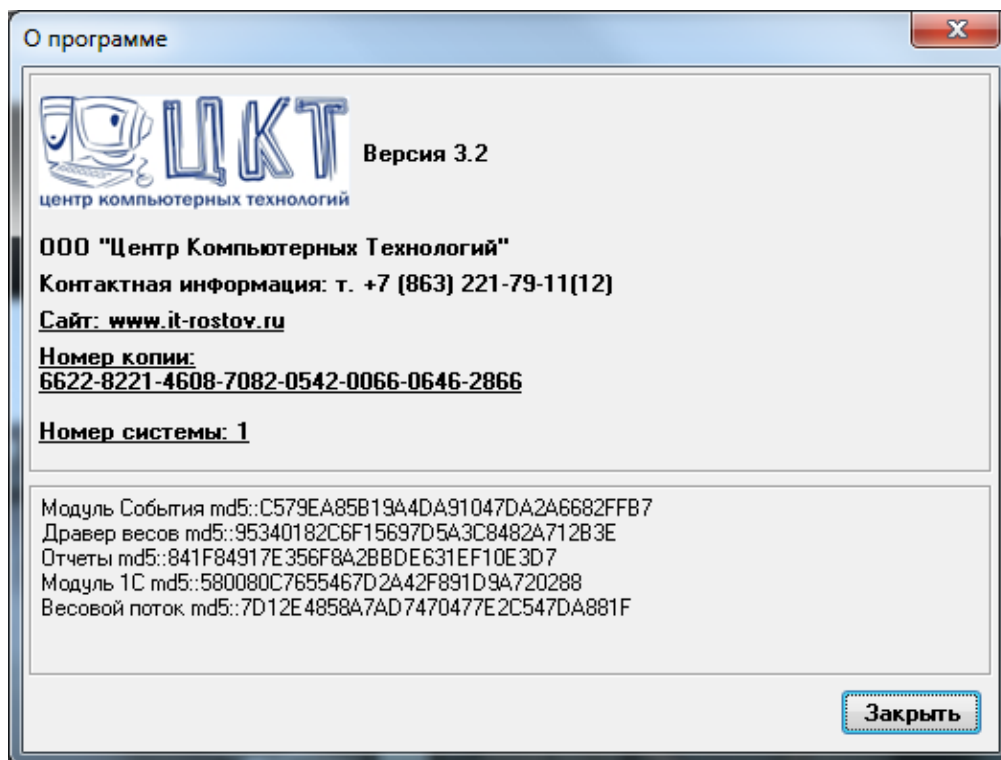 О программе
ЦКТ
Версия 3.2
центр компьютерных технологий
ООО "Центр Компьютерных Технологий"
Контактная информация: т. +7 (863) 221-79-11(12)
Сайт: www.it-rostov.ru
Номер копии:
6622-8221-4608-7082-0542-0066-0646-2866
Номер системы: 1
Модуль События md5::C579EA85B19A4DA91047DA2A6682FFB7
Дравер весов md5::95340182C6F15697D5A3C8482A712B3E
Отчеты md5::841F84917E356F8A2BBDE631EF10E3D7
Модуль 1С md5::580080C7655467D2A42F891D9A720288
Весовой поток md5::7D12E4858A7AD7470477E2C547DA881F
Закрыть